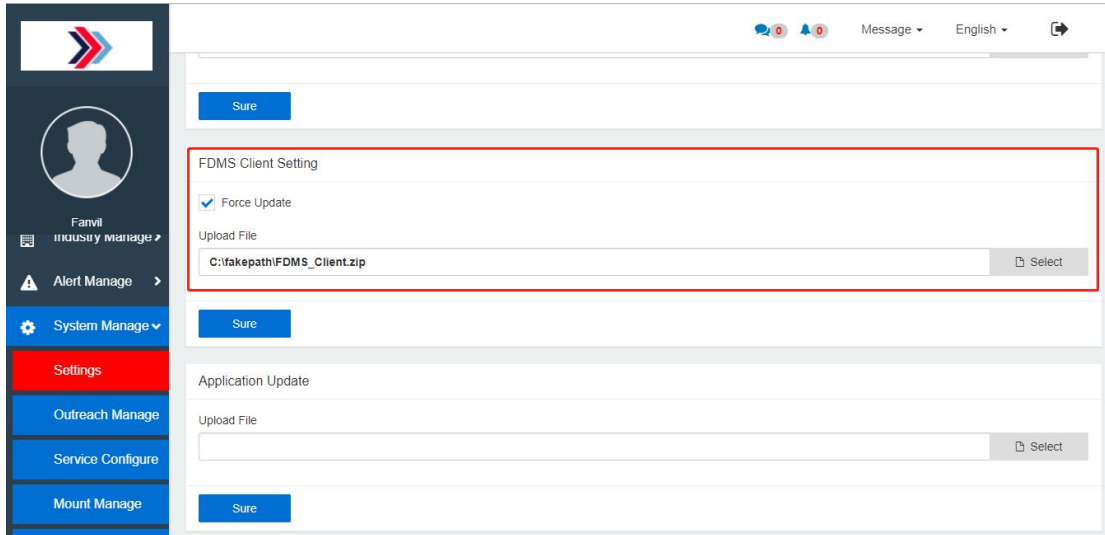 0 0 Message English
Sure
FDMS Client Setting
Force Update
Upload File
C:\fakepath\FDMS_Client.zip Select
Sure
Application Update
Upload File
Select
Sure
Fanvil
Industry Manage
Alert Manage
System Manage
Settings
Outreach Manage
Service Configure
Mount Manage